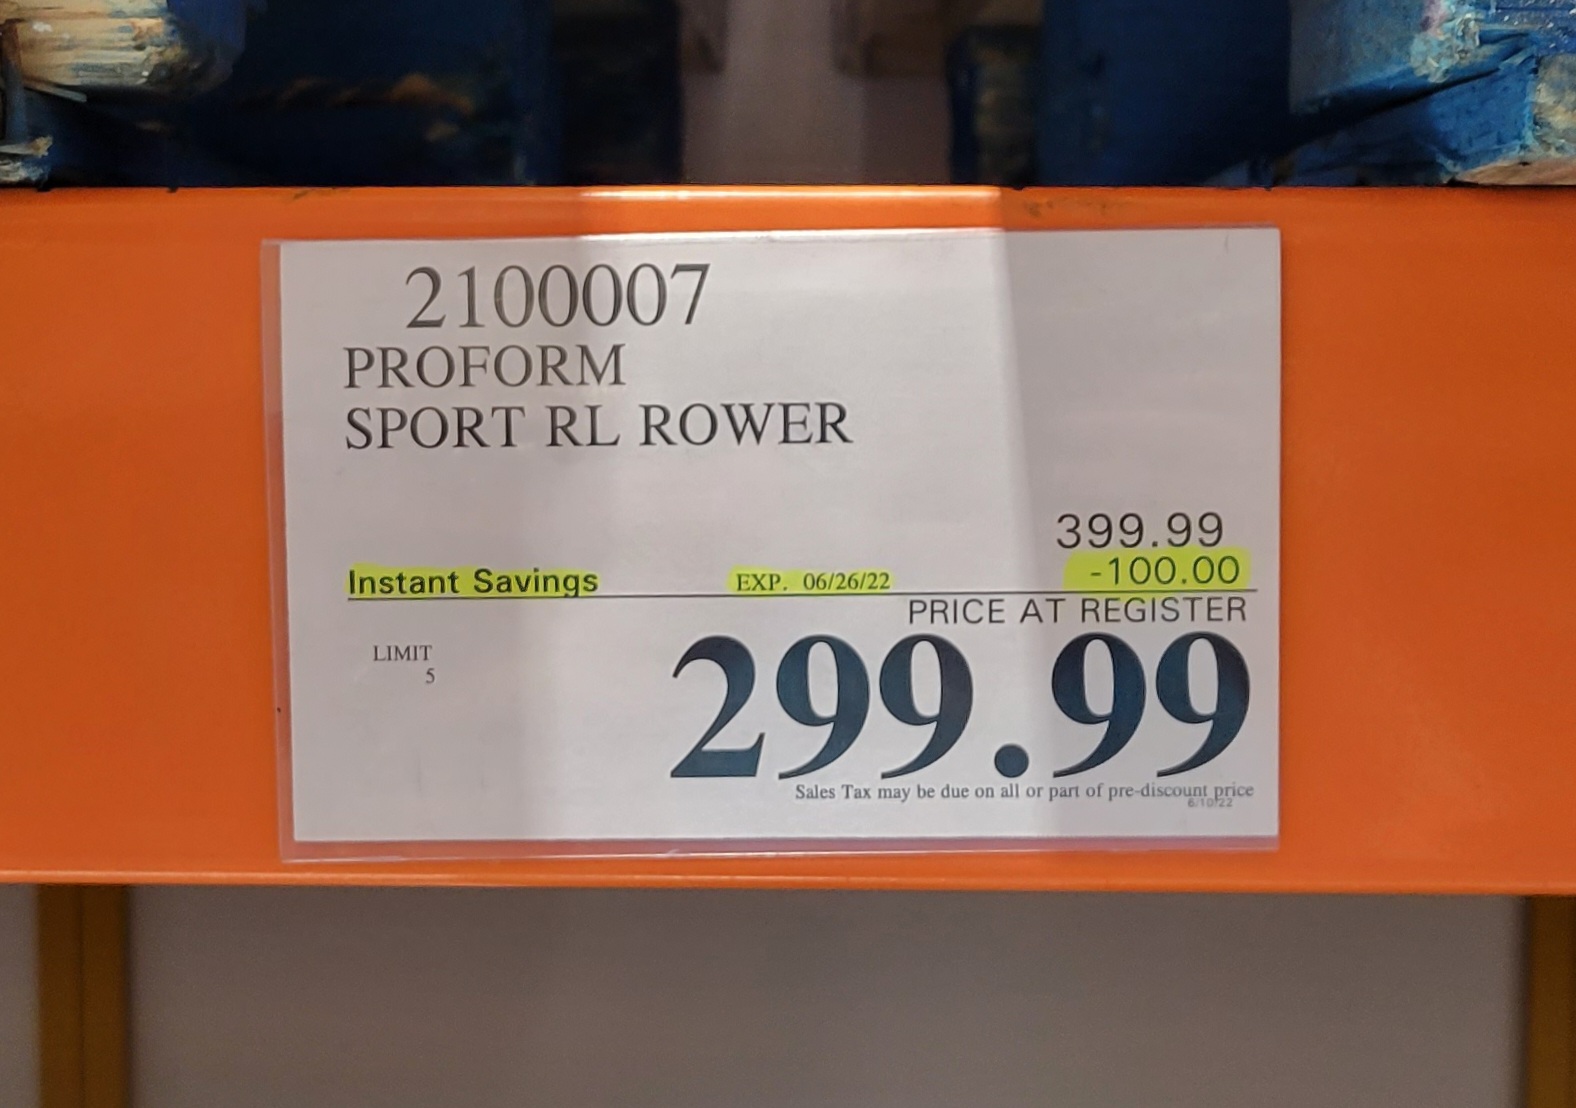 2100007
PROFORM
SPORT RL ROWER
399.99
Instant Savings EXP. 06/26/22 -100.00
PRICE AT REGISTER
LIMIT
5
299.99
Sales Tax may be due on all or part of pre-discount price
6/10/22